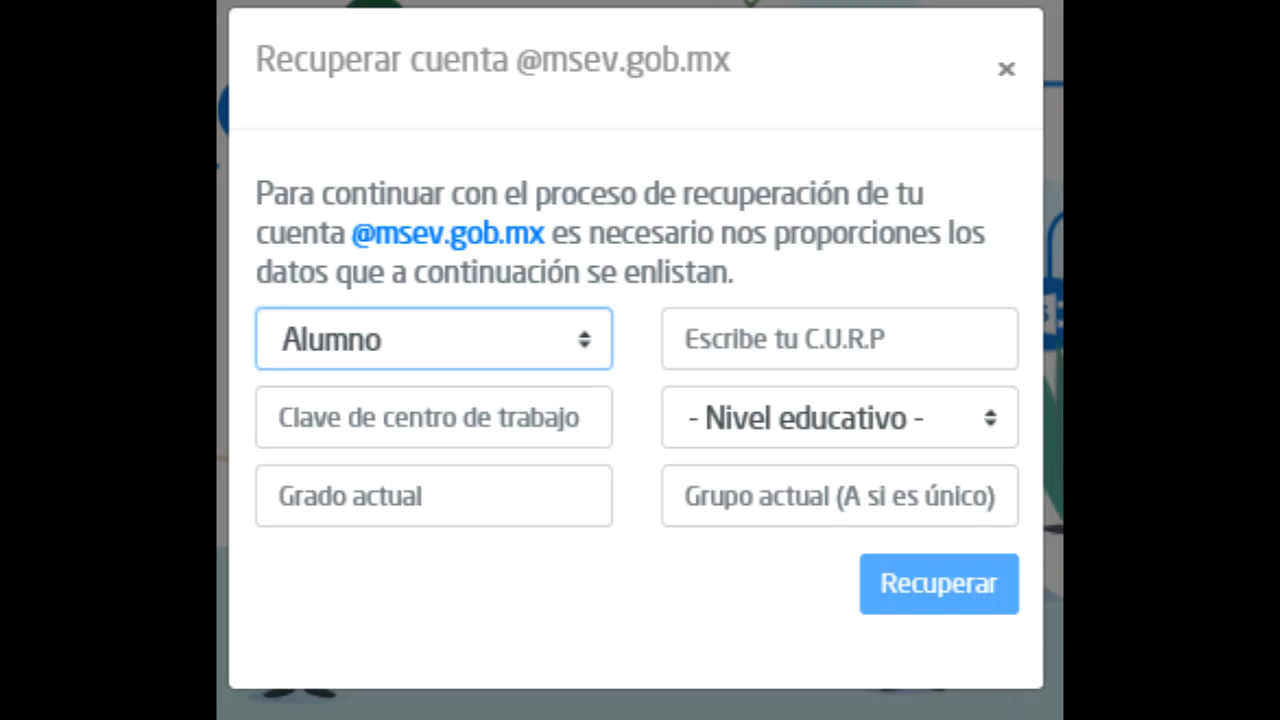 Recuperar cuenta @msev.gob.mx
×
Para continuar con el proceso de recuperación de tu
cuenta @msev.gob.mx es necesario nos proporciones los
datos que a continuación se enlistan.
Alumno
Escribe tu C.U.R.P
Clave de centro de trabajo
- Nivel educativo -
Grado actual
Grupo actual (A si es único)
Recuperar